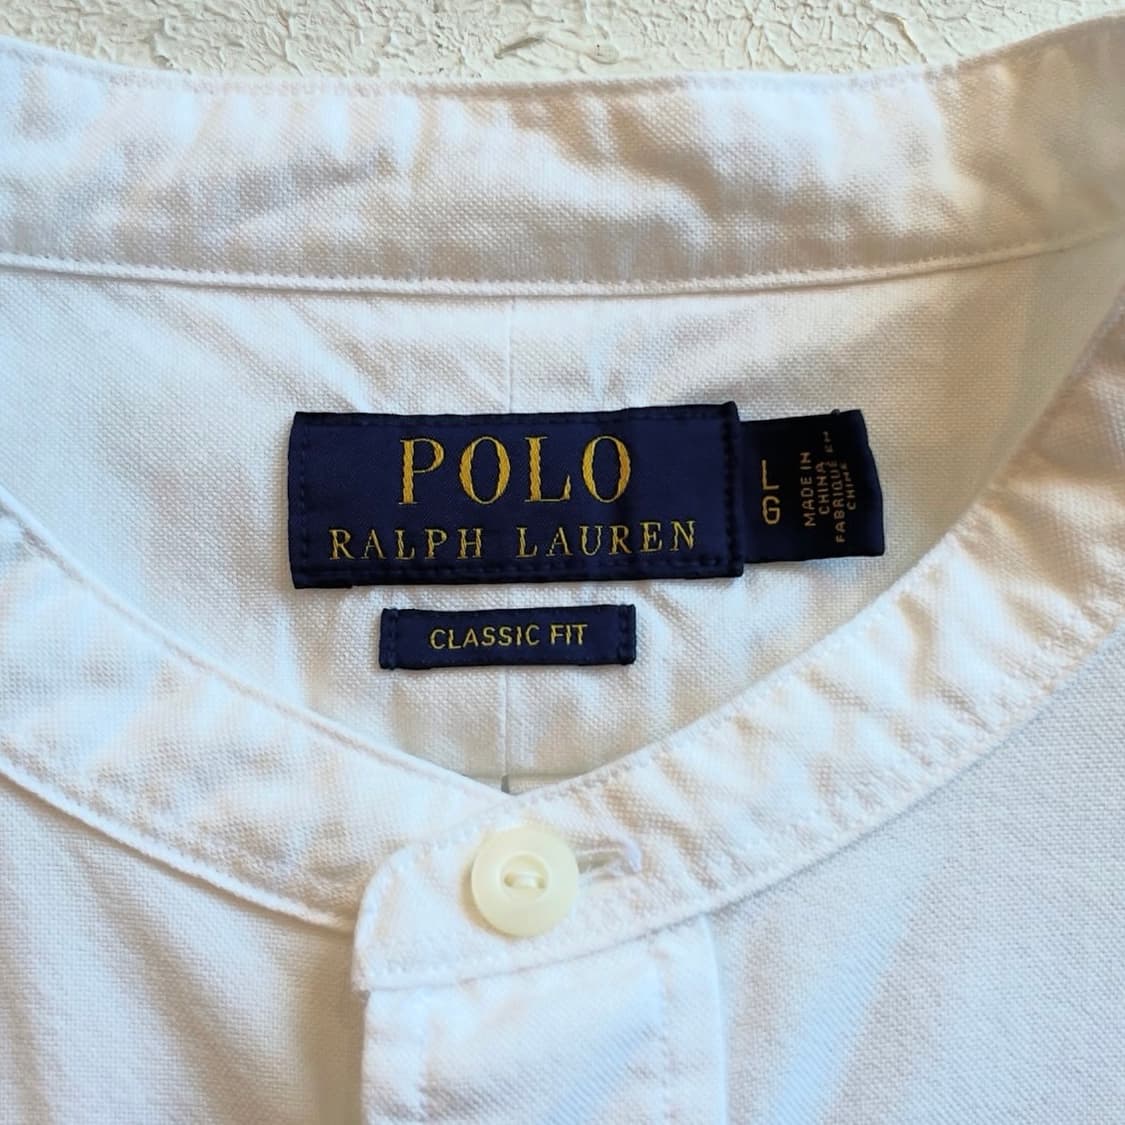 POLO
RALPH LAUREN
CLASSIC FIT
MADE IN
CHINA
FABRIQUÉ EN
CHINE